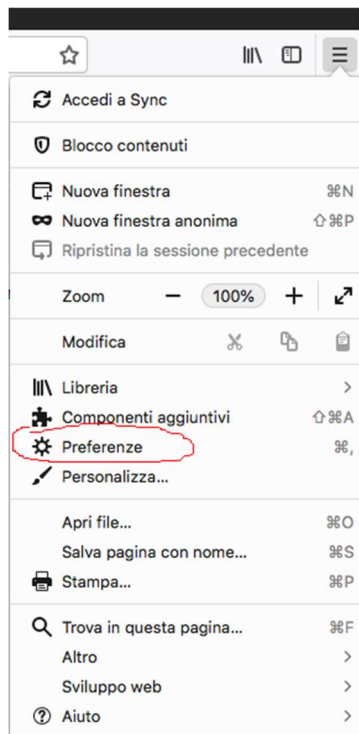 Accedi a Sync
Blocco contenuti
Nuova finestra ⌘N
Nuova finestra anonima ⇧⌘P
Ripristina la sessione precedente
Zoom − 100% +
Modifica
Libreria >
Componenti aggiuntivi ⇧⌘A
Preferenze ⌘,
Personalizza...
Apri file... ⌘O
Salva pagina con nome... ⌘S
Stampa... ⌘P
Trova in questa pagina... ⌘F
Altro >
Sviluppo web >
Aiuto >